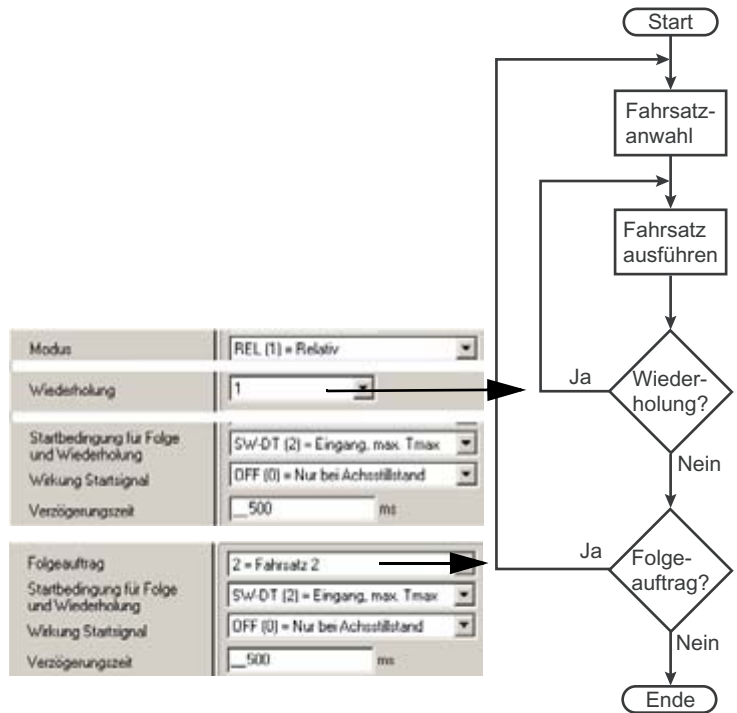 Start
Fahrsatz-
anwahl
Fahrsatz
ausführen
Modus
REL (1) = Relativ
Wiederholung
1
Ja
Wieder-
holung?
Startbedingung für Folge
und Wiederholung
SW-DT (2) = Eingang, max. Tmax
Wirkung Startsignal
OFF (0) = Nur bei Achsstillstand
Verzögerungszeit
__500
ms
Nein
Folgeauftrag
2 = Fahrsatz 2
Ja
Folge-
auftrag?
Startbedingung für Folge
und Wiederholung
SW-DT (2) = Eingang, max. Tmax
Wirkung Startsignal
OFF (0) = Nur bei Achsstillstand
Verzögerungszeit
__500
ms
Nein
Ende